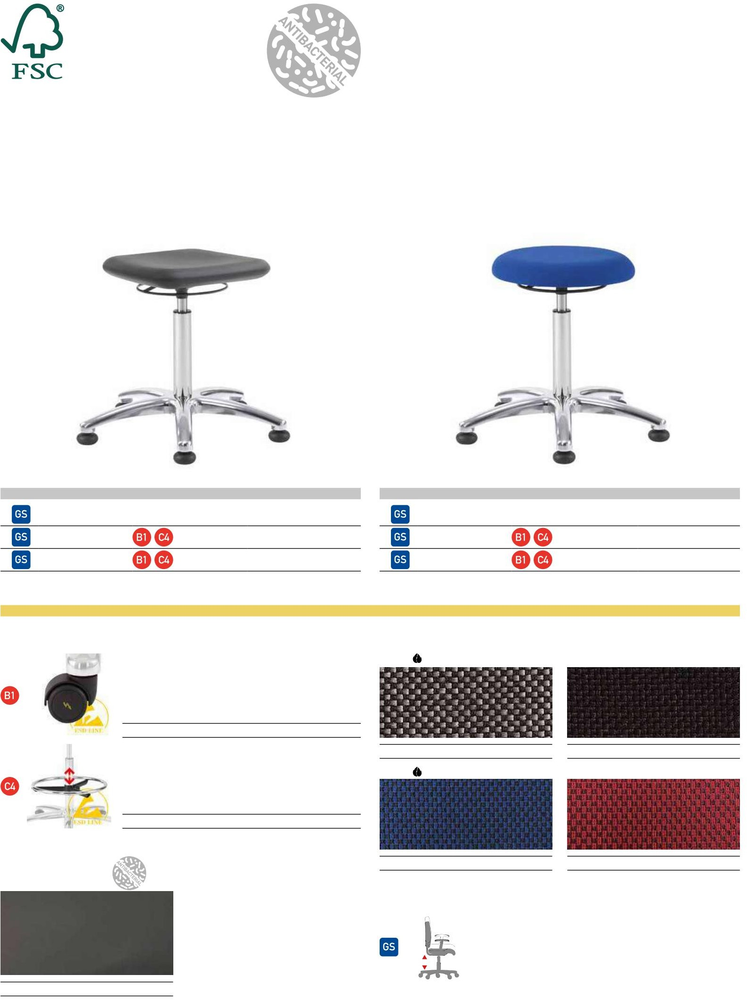 ®
FSC
ANTIBACTERIAL
GS
GS
B1 C4
GS
B1 C4
GS
GS
B1 C4
GS
B1 C4
B1
ESD LINE
C4
ESD LINE
ANTIBACTERIAL
GS